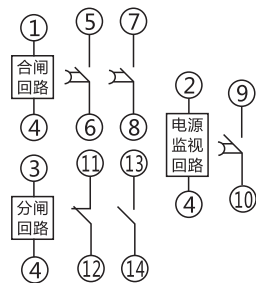 ① ⑤ ⑦
合闸
回路
④ ⑥ ⑧
② ⑨
电源
监视
回路
④ ⑩
③ ⑪ ⑬
分闸
回路
④ ⑫ ⑭